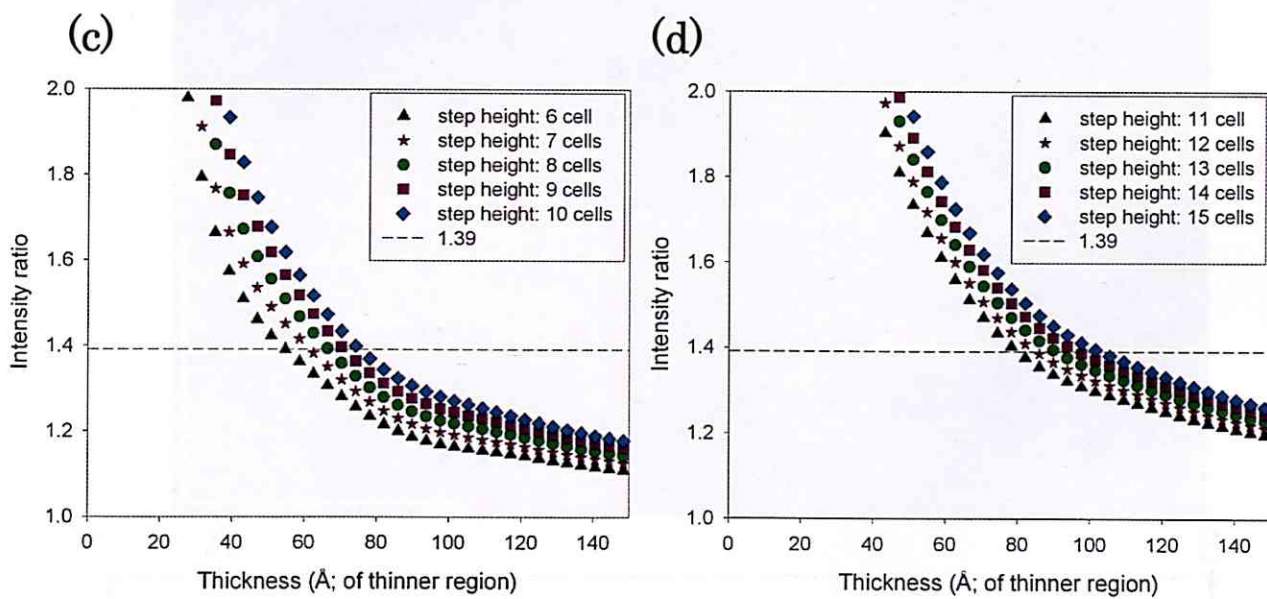 (c)
2.0
1.8
1.6
1.4
1.2
1.0
Intensity ratio
step height: 6 cell
step height: 7 cells
step height: 8 cells
step height: 9 cells
step height: 10 cells
1.39
0 20 40 60 80 100 120 140
Thickness (Å; of thinner region)
(d)
2.0
1.8
1.6
1.4
1.2
1.0
Intensity ratio
step height: 11 cell
step height: 12 cells
step height: 13 cells
step height: 14 cells
step height: 15 cells
1.39
0 20 40 60 80 100 120 140
Thickness (Å; of thinner region)